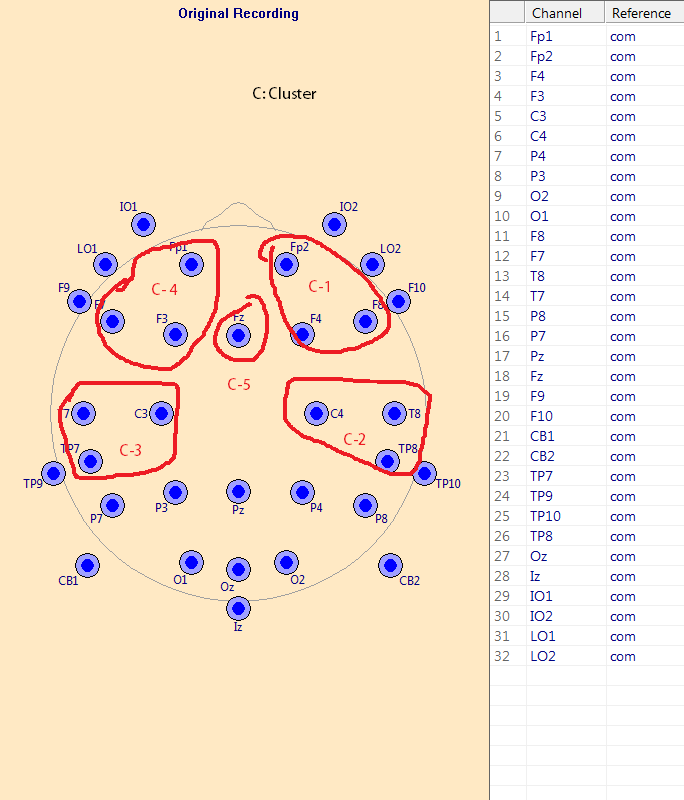 Original Recording
C: Cluster
IO1
IO2
LO1
Fp1
Fp2
LO2
F9
C-4
C-1
F10
F7
F3
Fz
F4
F8
C-5
7
C3
C4
T8
TP7
C-3
C-2
TP8
TP9
TP10
P7
P3
Pz
P4
P8
CB1
O1
Oz
O2
CB2
Iz
Channel Reference
1 Fp1 com
2 Fp2 com
3 F4 com
4 F3 com
5 C3 com
6 C4 com
7 P4 com
8 P3 com
9 O2 com
10 O1 com
11 F8 com
12 F7 com
13 T8 com
14 T7 com
15 P8 com
16 P7 com
17 Pz com
18 Fz com
19 F9 com
20 F10 com
21 CB1 com
22 CB2 com
23 TP7 com
24 TP9 com
25 TP10 com
26 TP8 com
27 Oz com
28 Iz com
29 IO1 com
30 IO2 com
31 LO1 com
32 LO2 com